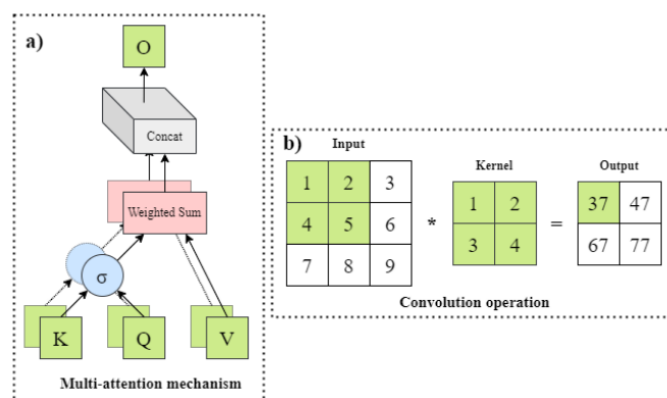 a)
O
Concat
Weighted Sum
σ
K Q V
Multi-attention mechanism
b)
Input Kernel Output
1 2 3
4 5 6
7 8 9
*
1 2
3 4
=
37 47
67 77
Convolution operation